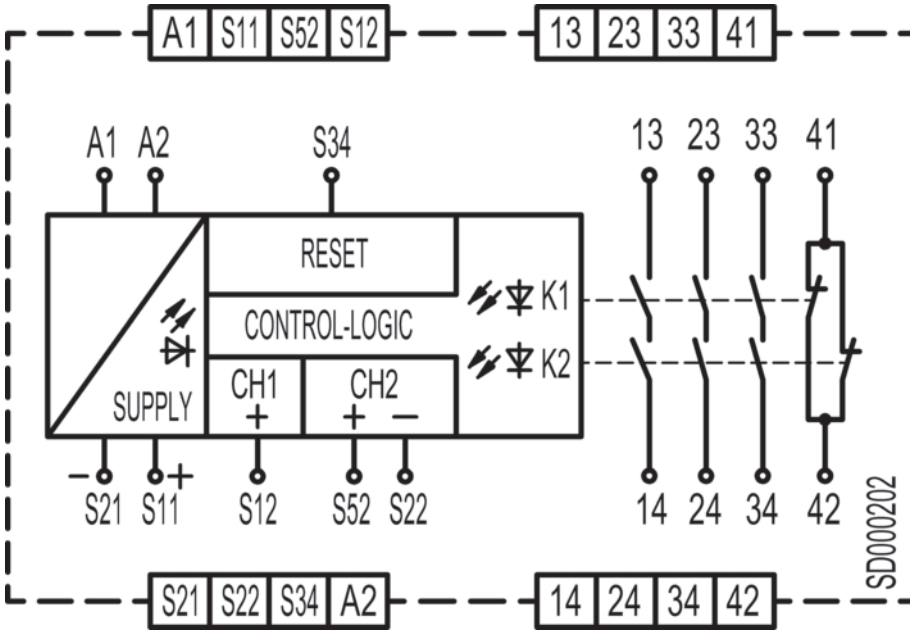 A1 S11 S52 S12 13 23 33 41
A1 A2 S34 13 23 33 41
RESET
K1
CONTROL-LOGIC
K2
CH1 CH2
SUPPLY + + −
− S21 S11 + S12 S52 S22 14 24 34 42
SD000202
S21 S22 S34 A2 14 24 34 42